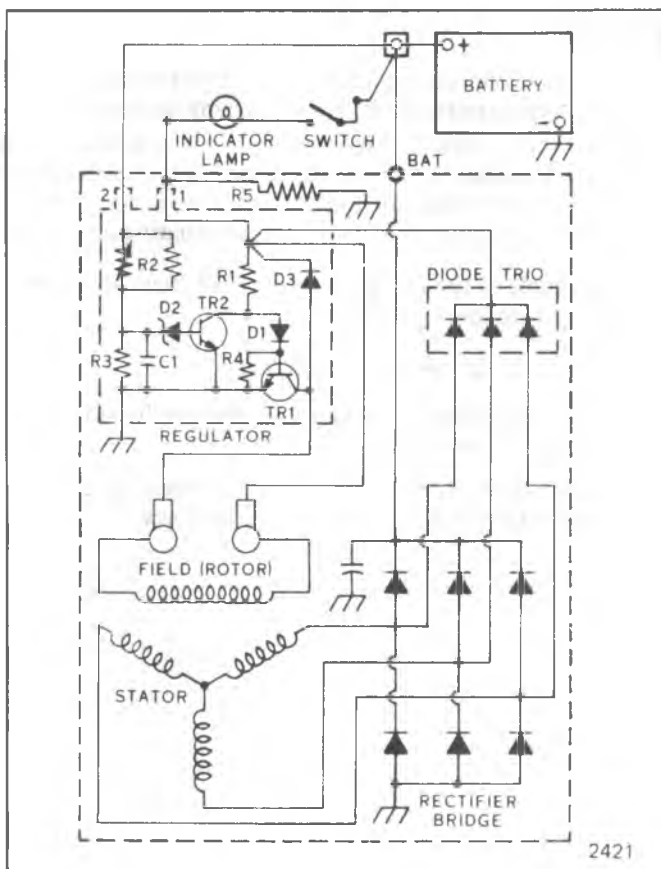 +
BATTERY
-
INDICATOR
LAMP
SWITCH
BAT
2
1
R5
R2
R1
D3
DIODE TRIO
D2
TR2
D1
R3
C1
R4
TR1
REGULATOR
FIELD (ROTOR)
STATOR
RECTIFIER
BRIDGE
2421